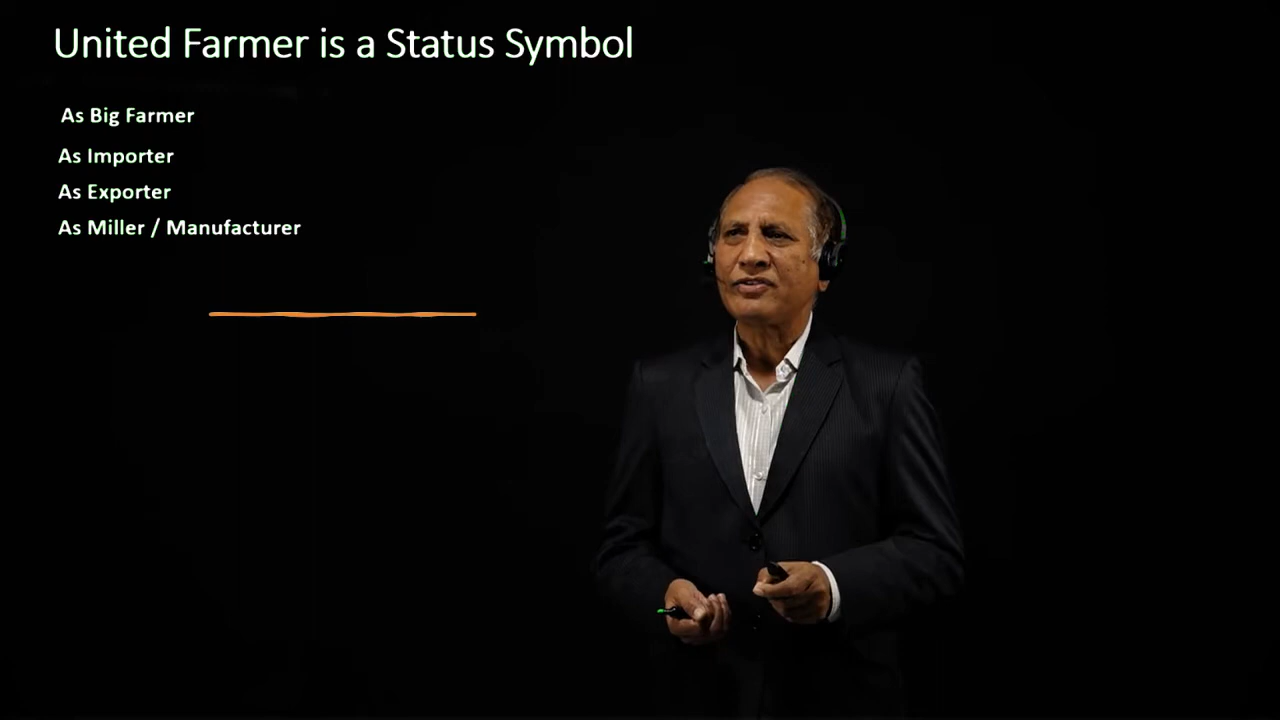 United Farmer is a Status Symbol
As Big Farmer
As Importer
As Exporter
As Miller / Manufacturer